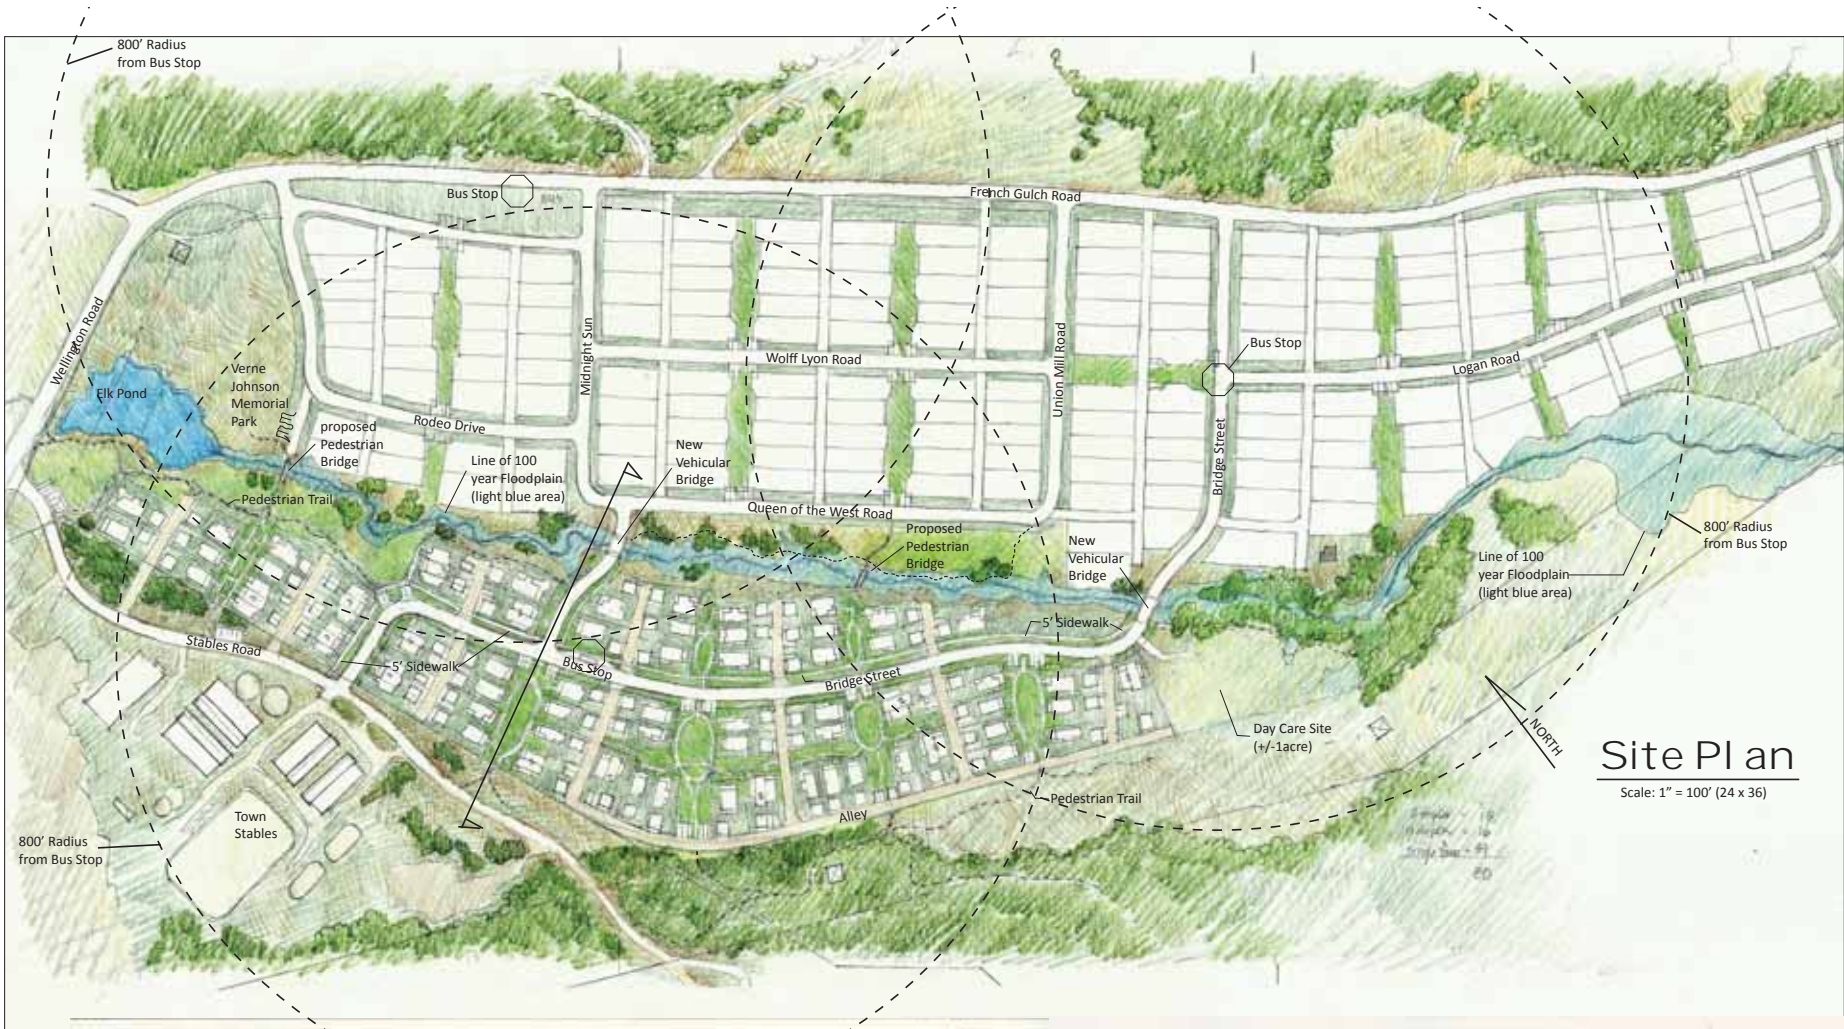 800' Radius
from Bus Stop
Bus Stop
French Gulch Road
Wellington Road
Elk Pond
Verne
Johnson
Memorial
Park
Midnight Sun
Wolff Lyon Road
Union Mill Road
Bus Stop
Logan Road
Rodeo Drive
proposed
Pedestrian
Bridge
New
Vehicular
Bridge
Line of 100
year Floodplain
(light blue area)
Pedestrian Trail
Queen of the West Road
Bridge Street
Proposed
Pedestrian
Bridge
New
Vehicular
Bridge
800' Radius
from Bus Stop
Line of 100
year Floodplain
(light blue area)
Stables Road
5' Sidewalk
Bus Stop
Bridge Street
5' Sidewalk
Day Care Site
(+/-1acre)
NORTH
Site Pl an
Scale: 1” = 100’ (24 x 36)
Pedestrian Trail
Alley
Town
Stables
800' Radius
from Bus Stop